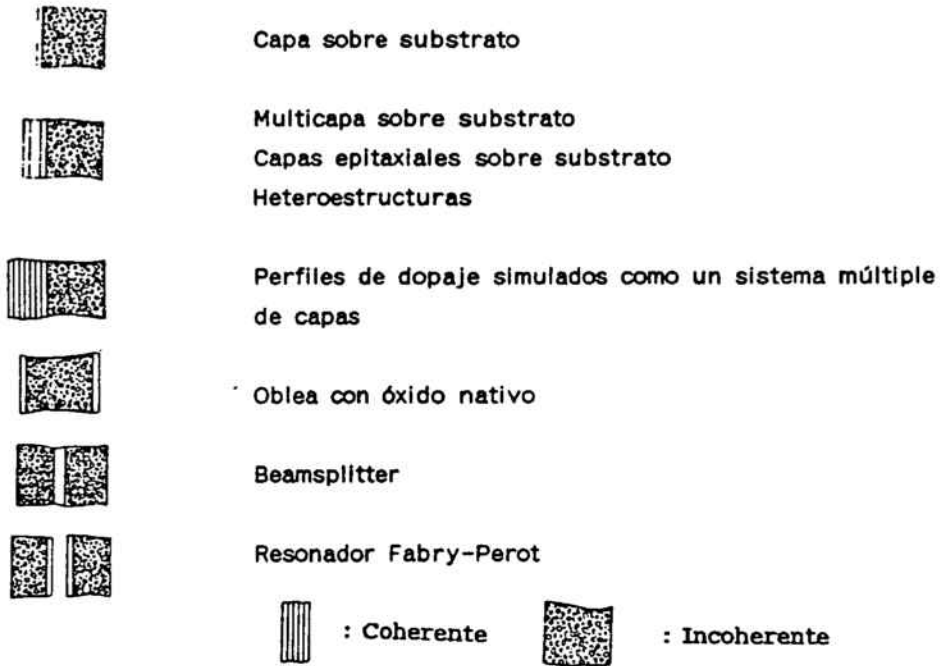 Capa sobre substrato
Multicapa sobre substrato
Capas epitaxiales sobre substrato
Heteroestructuras
Perfiles de dopaje simulados como un sistema múltiple
de capas
Oblea con óxido nativo
Beamsplitter
Resonador Fabry-Perot
: Coherente : Incoherente